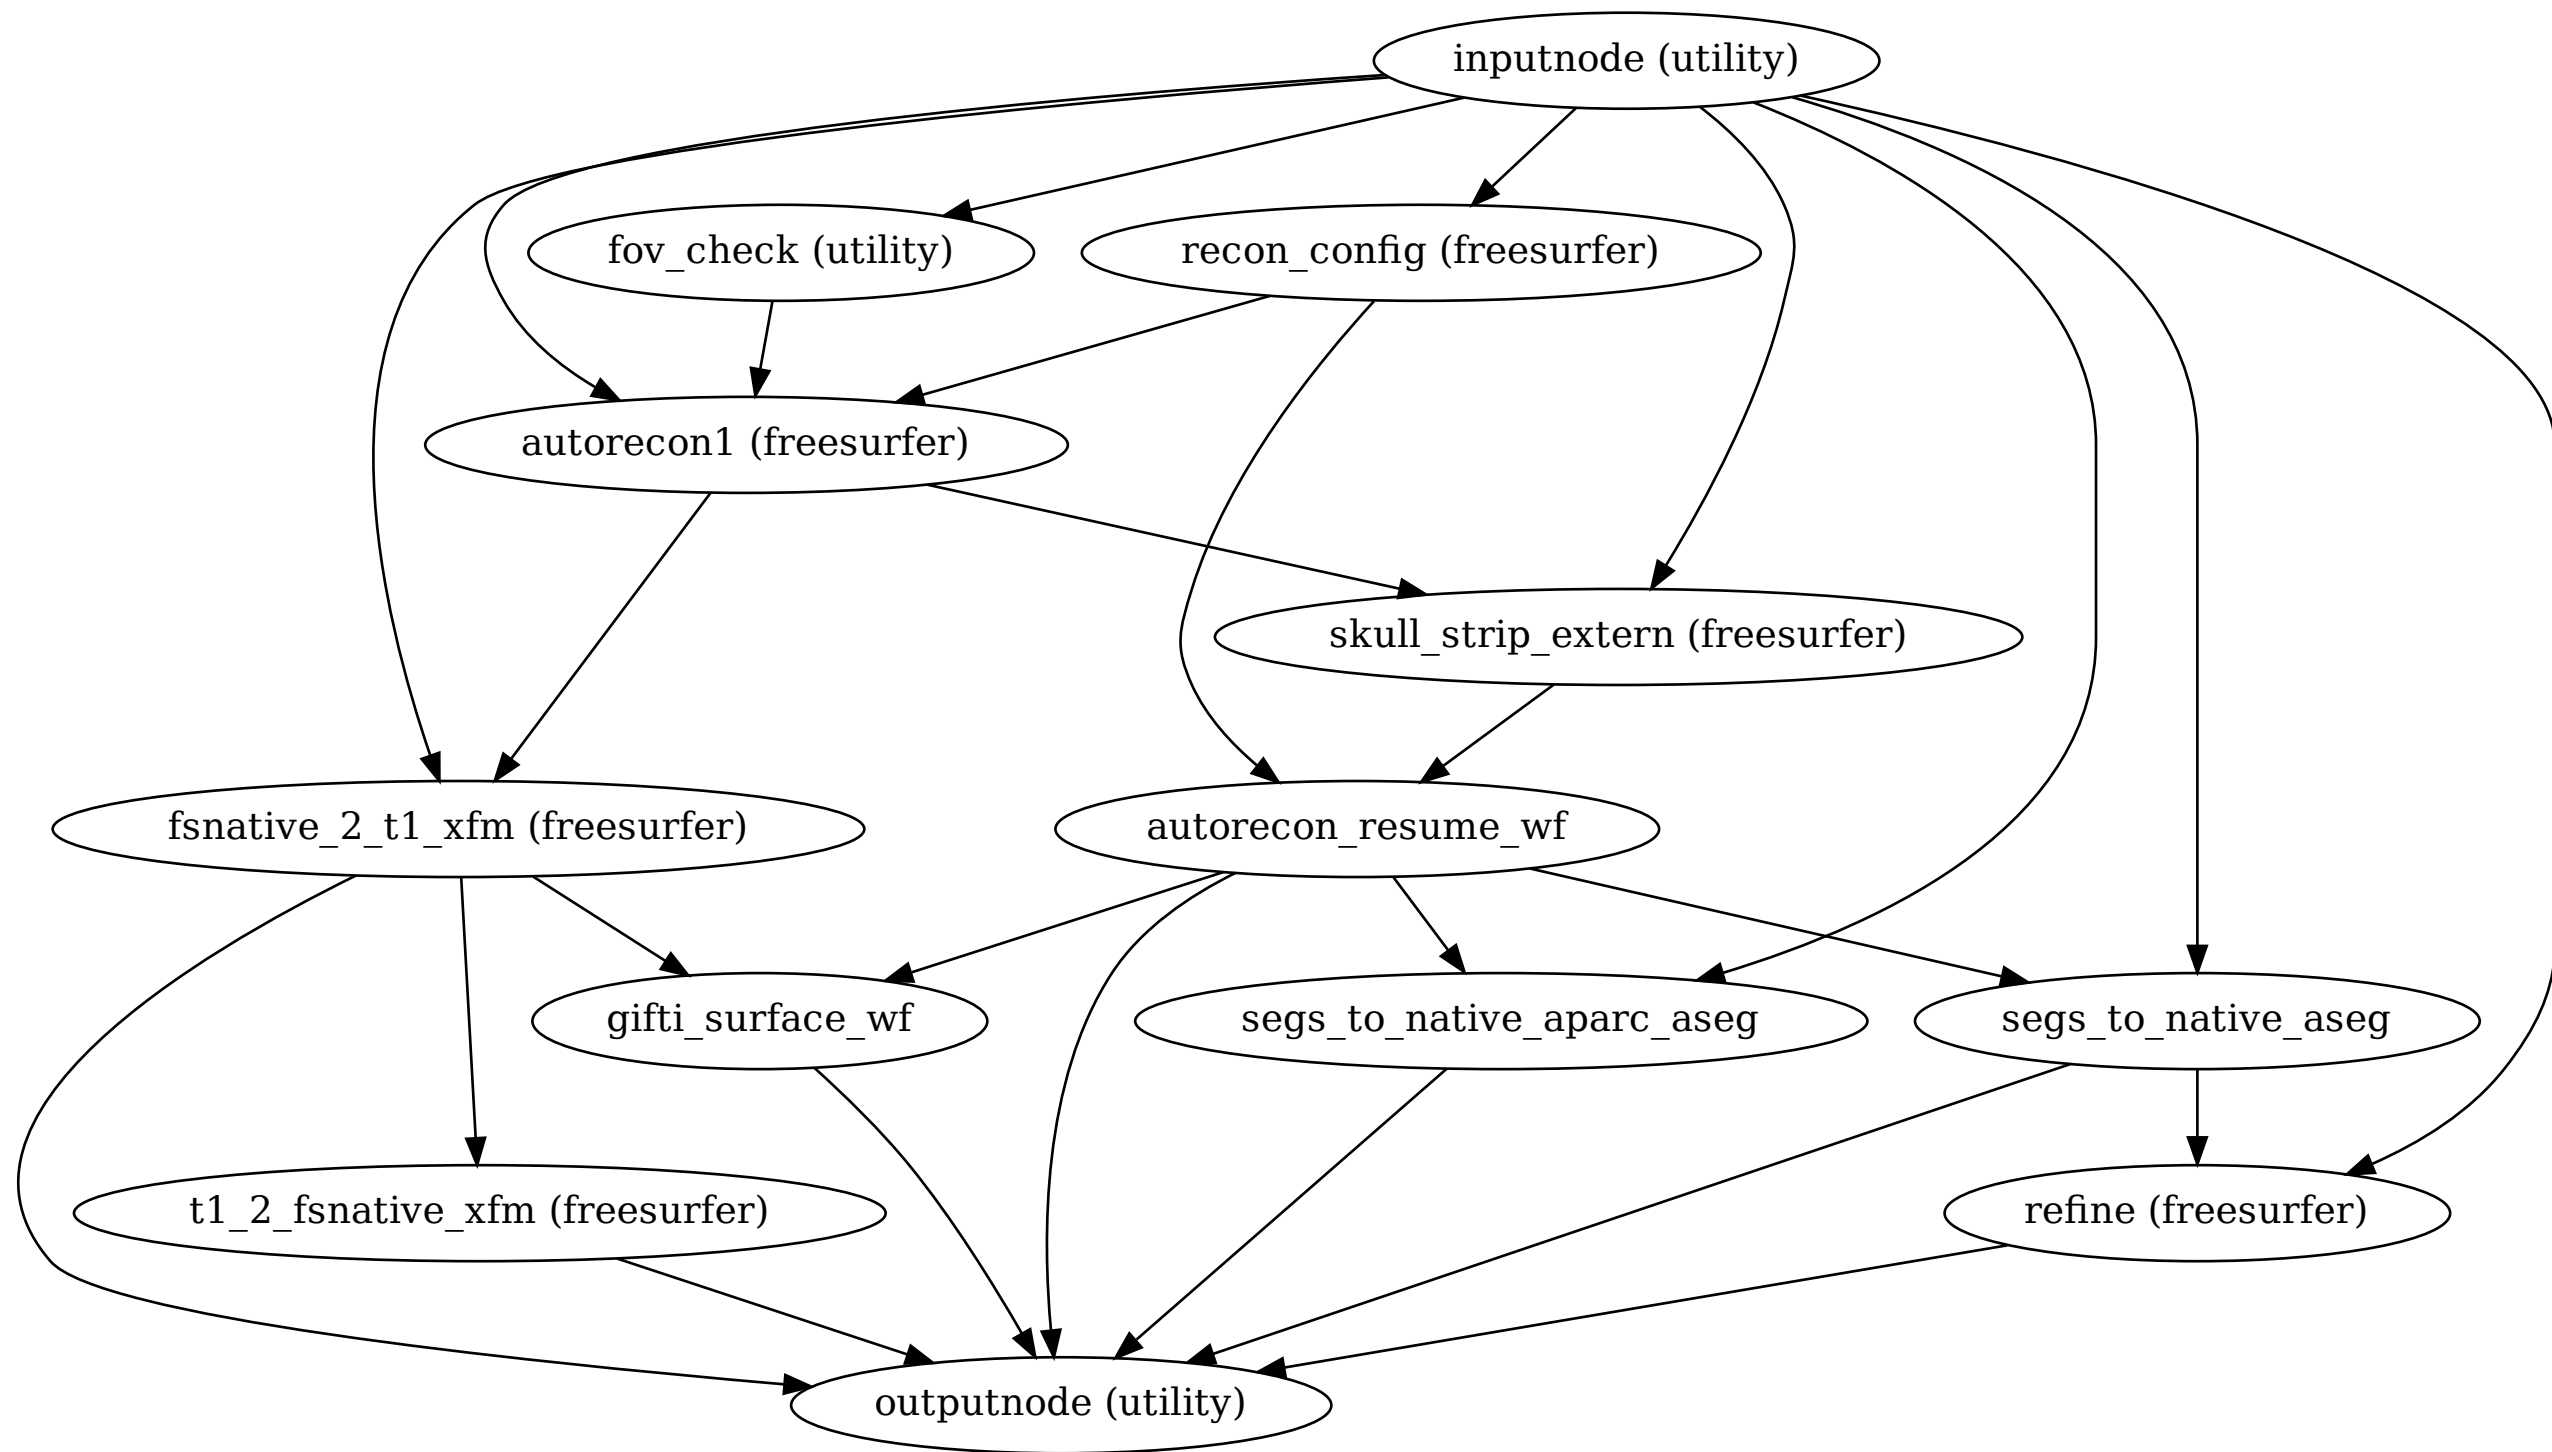 inputnode (utility)
fov_check (utility)
recon_config (freesurfer)
autorecon1 (freesurfer)
skull_strip_extern (freesurfer)
fsnative_2_t1_xfm (freesurfer)
autorecon_resume_wf
gifti_surface_wf
segs_to_native_aparc_aseg
segs_to_native_aseg
t1_2_fsnative_xfm (freesurfer)
refine (freesurfer)
outputnode (utility)